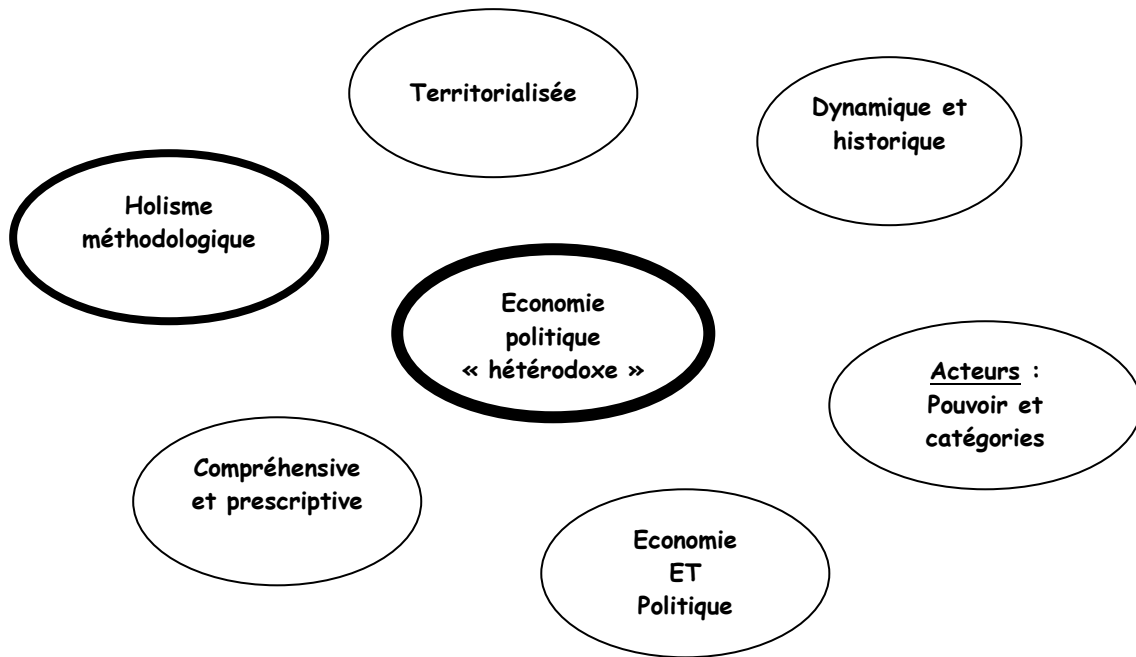 Territorialisée
Dynamique et
historique
Holisme
méthodologique
Economie
politique
« hétérodoxe »
Acteurs :
Pouvoir et
catégories
Compréhensive
et prescriptive
Economie
ET
Politique